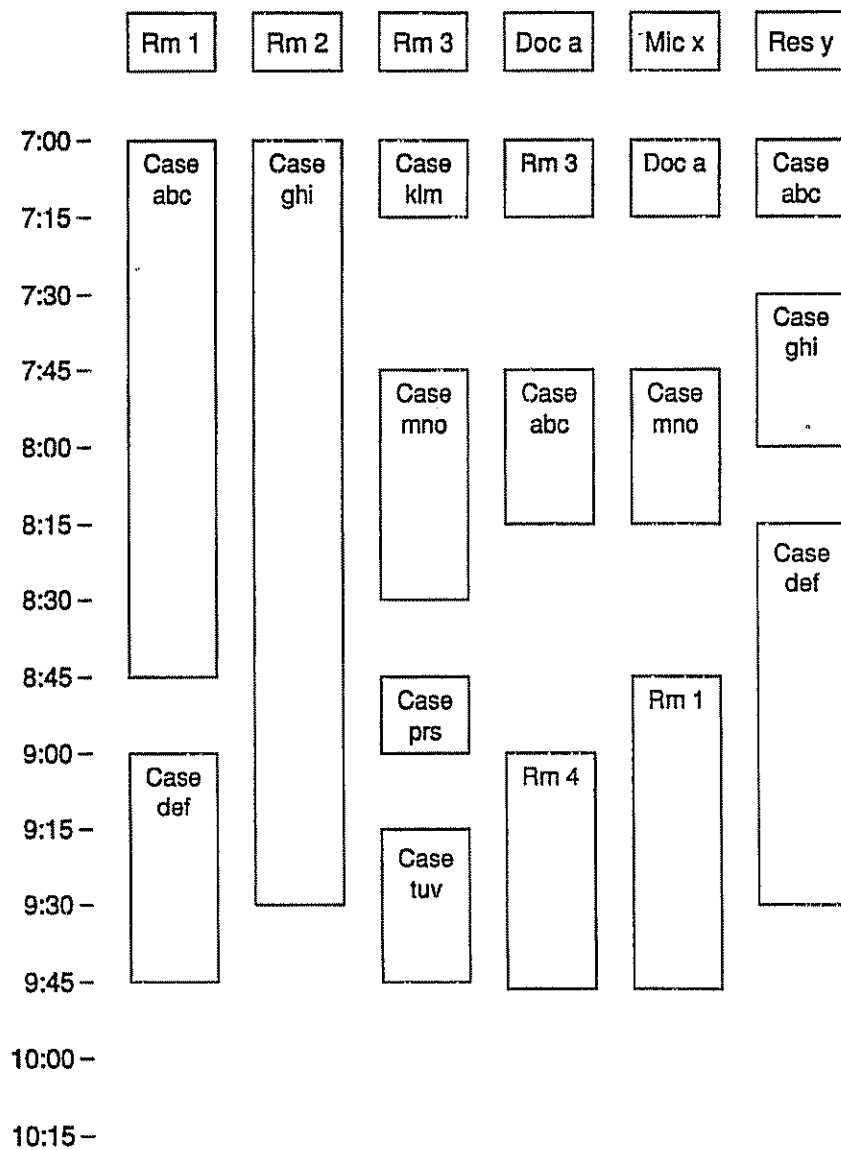 Rm 1 Rm 2 Rm 3 Doc a Mic x Res y
7:00 – Case Case Case Rm 3 Doc a Case
abc ghi klm abc
7:15 –
7:30 – Case
ghi
7:45 – Case Case Case
mno abc mno
8:00 –
8:15 – Case
def
8:30 –
8:45 – Case Rm 1
prs
9:00 – Case Rm 4
def
9:15 – Case
tuv
9:30 –
9:45 –
10:00 –
10:15 –